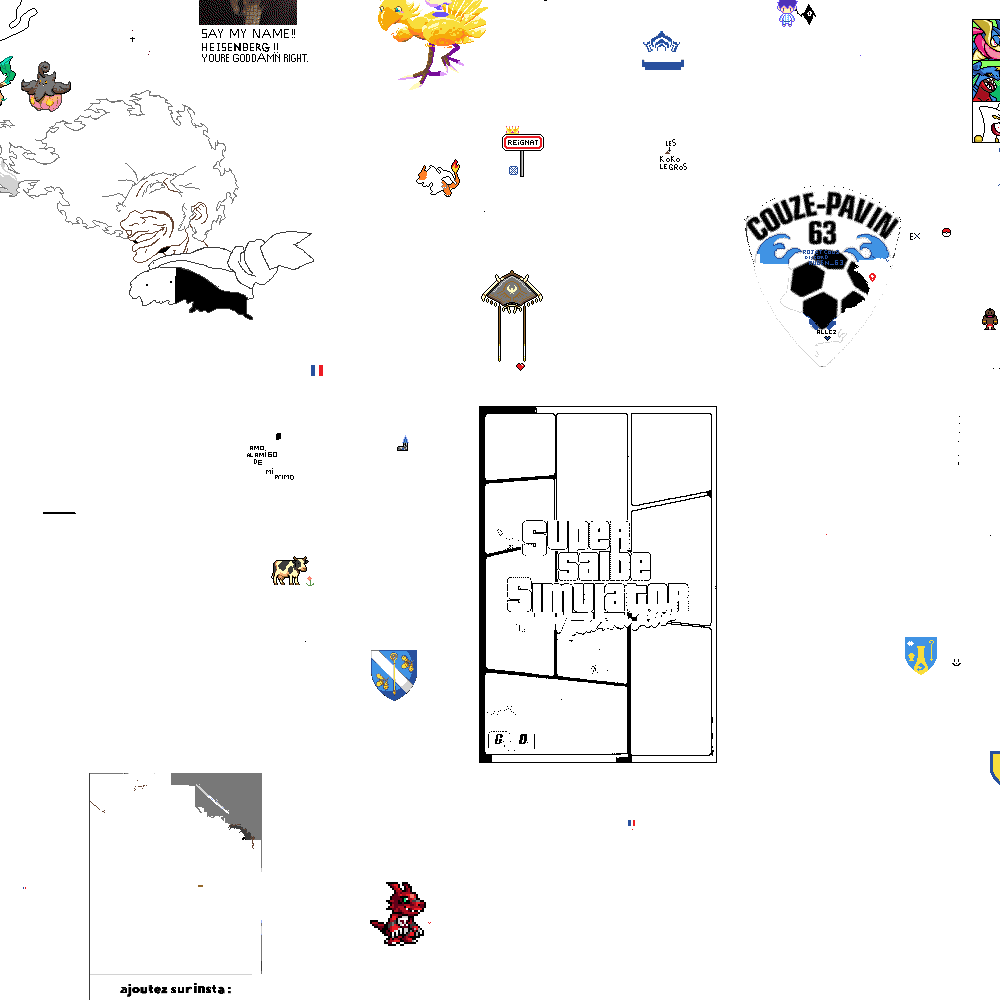 SAY MY NAME!!
HEISENBERG !!
YOURE GODDAMN RIGHT.
REiGNAT
LES
KoKo
LE GRoS
COUZE-PAVIN
63
EX
ALLEZ
AMO,
AL AMIGO
DE
Mi
PriMO
Super
saibe
Simulator
ajoutez sur insta :